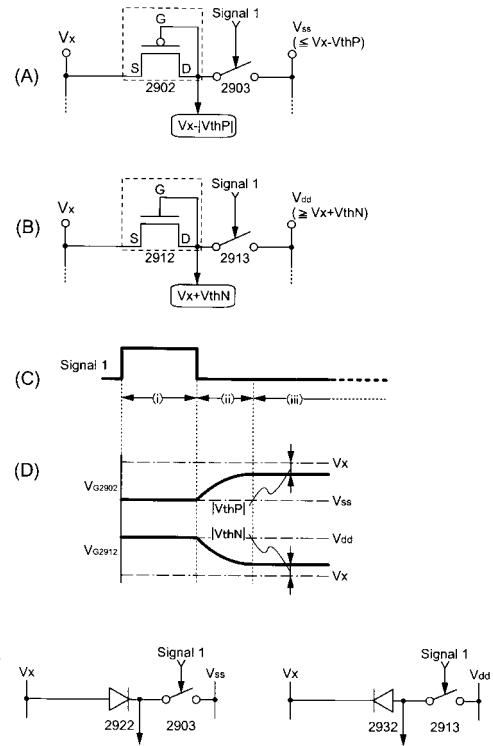 Signal 1
Vx
G
Vss
(≦ Vx-VthP)
(A)
S
D
2902
2903
Vx-|VthP|
Signal 1
Vx
G
Vdd
(≧ Vx+VthN)
(B)
S
D
2912
2913
Vx+VthN
(C)
Signal 1
(i)
(ii)
(iii)
(D)
Vx
VG2902
|VthP|
Vss
|VthN|
Vdd
VG2912
Vx
Signal 1
Vx
Vss
2922
2903
Signal 1
Vx
Vdd
2932
2913